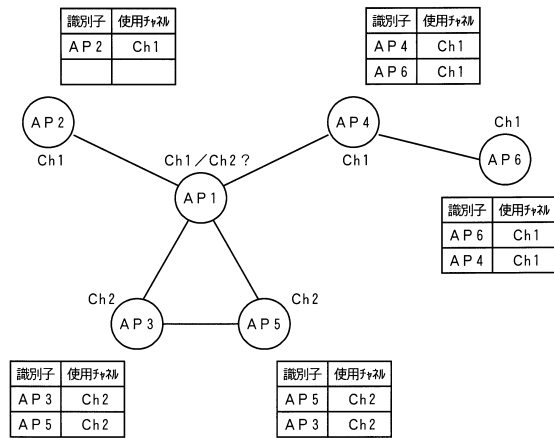 識別子 使用ﾁｬﾈﾙ
AP2 Ch1
識別子 使用ﾁｬﾈﾙ
AP4 Ch1
AP6 Ch1
AP2
Ch1
Ch1／Ch2？
AP1
AP4
Ch1
Ch1
AP6
識別子 使用ﾁｬﾈﾙ
AP6 Ch1
AP4 Ch1
Ch2
AP3
Ch2
AP5
識別子 使用ﾁｬﾈﾙ
AP3 Ch2
AP5 Ch2
識別子 使用ﾁｬﾈﾙ
AP5 Ch2
AP3 Ch2